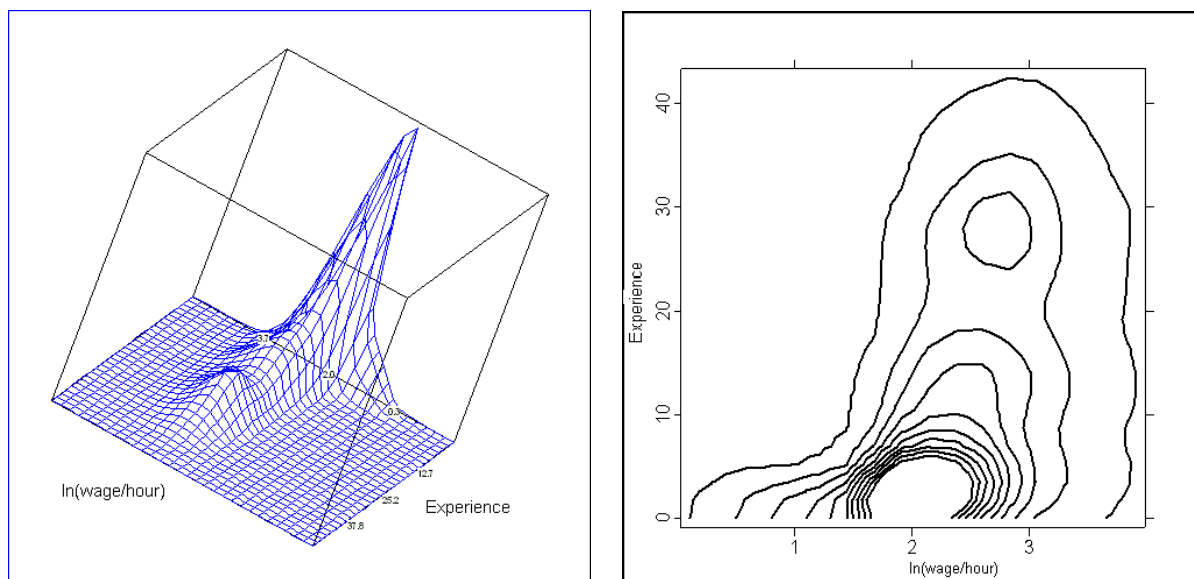 3.7
2.0
0.3
12.7
25.2
37.8
ln(wage/hour)
Experience
40
30
20
10
0
Experience
1 2 3
ln(wage/hour)